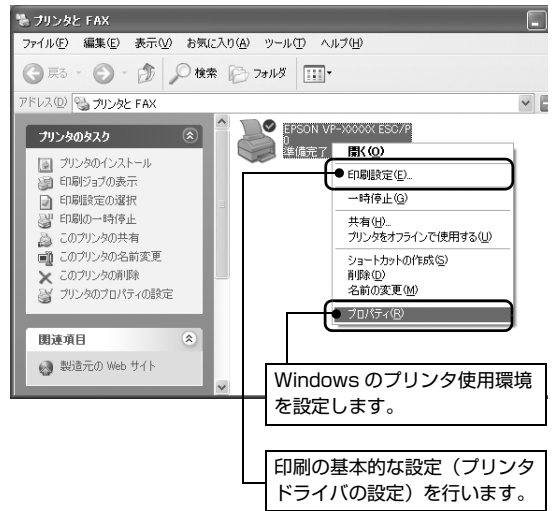 プリンタと FAX
ファイル(F) 編集(E) 表示(V) お気に入り(A) ツール(T) ヘルプ(H)
戻る 検索 フォルダ
アドレス(D) プリンタと FAX
プリンタのタスク
プリンタのインストール
印刷ジョブの表示
印刷設定の選択
印刷の一時停止
このプリンタの共有
このプリンタの名前変更
このプリンタの削除
プリンタのプロパティの設定
関連項目
製造元の Web サイト
EPSON VP-XXXXX ESC/P
0
準備完了
開く(O)
印刷設定(E)...
一時停止(G)
共有(H)...
プリンタをオフラインで使用する(U)
ショートカットの作成(S)
削除(D)
名前の変更(M)
プロパティ(R)
Windows のプリンタ使用環境
を設定します。
印刷の基本的な設定（プリンタ
ドライバの設定）を行います。